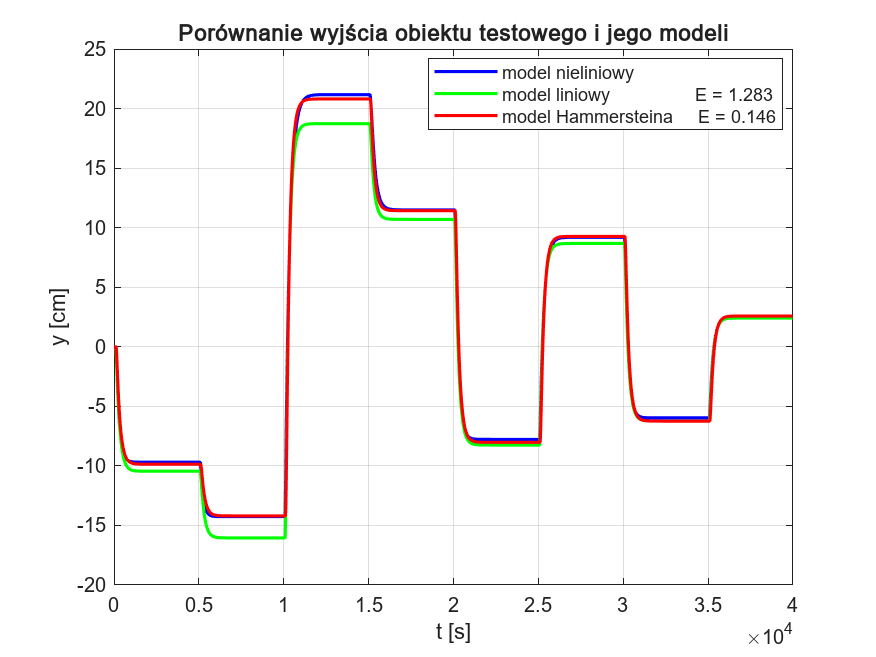 Porównanie wyjścia obiektu testowego i jego modeli
model nieliniowy
model liniowy E = 1.283
model Hammersteina E = 0.146
y [cm]
25
20
15
10
5
0
-5
-10
-15
-20
0 0.5 1 1.5 2 2.5 3 3.5 4
t [s]
×10⁴